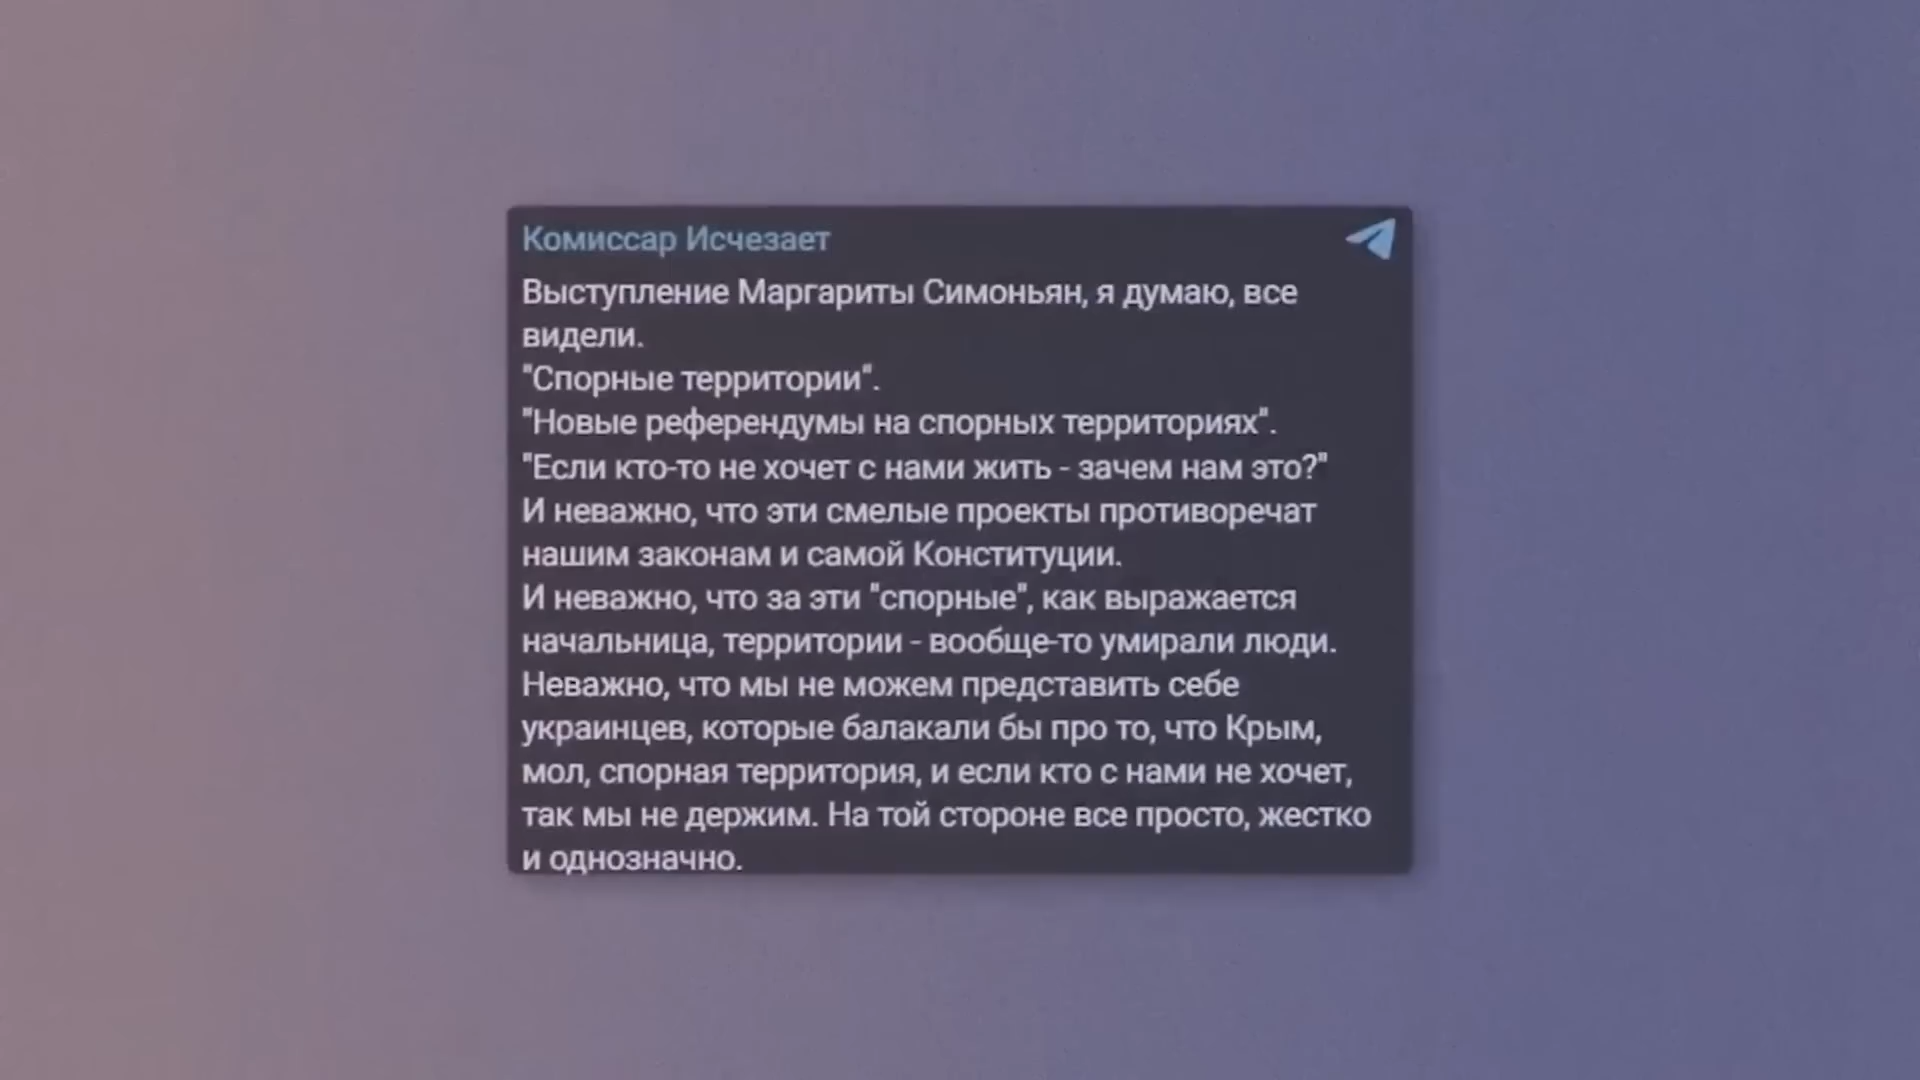 Комиссар Исчезает
Выступление Маргариты Симоньян, я думаю, все
видели.
"Спорные территории".
"Новые референдумы на спорных территориях".
"Если кто-то не хочет с нами жить - зачем нам это?"
И неважно, что эти смелые проекты противоречат
нашим законам и самой Конституции.
И неважно, что за эти "спорные", как выражается
начальница, территории - вообще-то умирали люди.
Неважно, что мы не можем представить себе
украинцев, которые балакали бы про то, что Крым,
мол, спорная территория, и если кто с нами не хочет,
так мы не держим. На той стороне все просто, жестко
и однозначно.